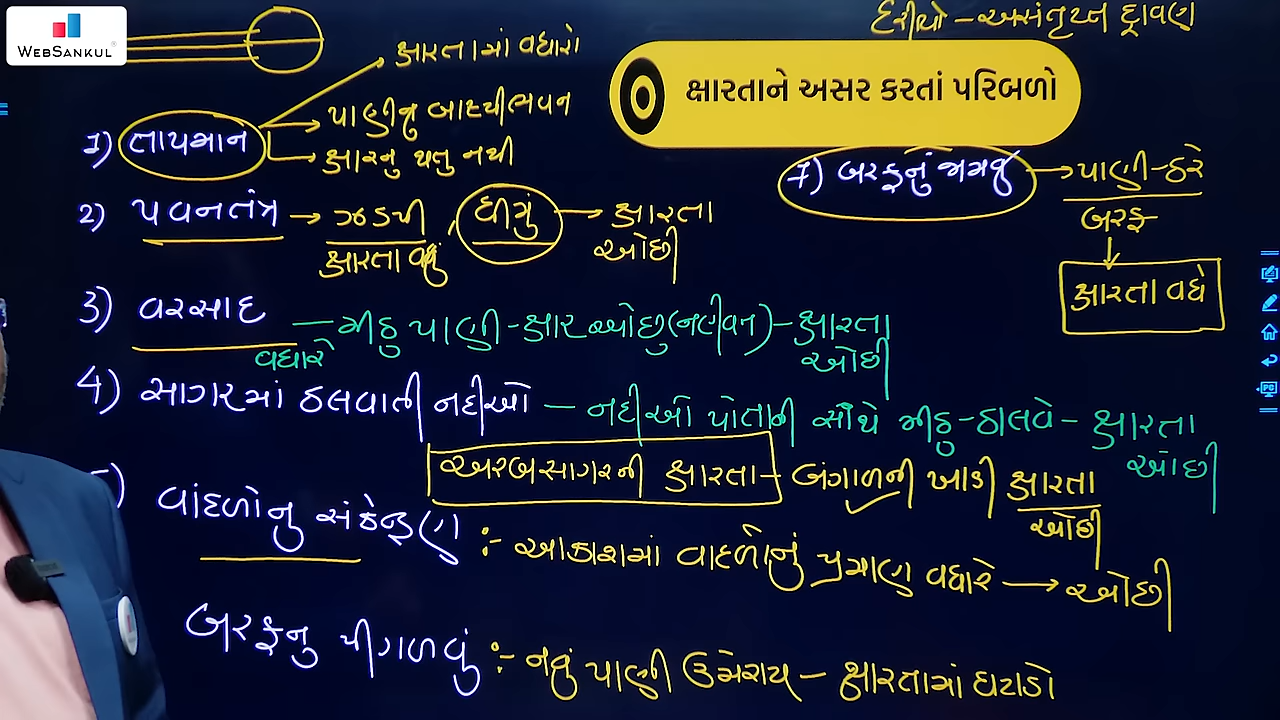 WEBSANKUL
દરીયો - અસંતૃપ્ત દ્રાવણ
ક્ષારતાને અસર કરતાં પરિબળો
1) તાપમાન
ક્ષારતામાં વધારો
પાણીનું બાષ્પીભવન
ક્ષારનું થતુ નથી
2) પવનતંત્ર → ઝડપી
ક્ષારતા વધુ
, ધીમું → ક્ષારતા
ઓછી
3) વરસાદ
વધારે
— મીઠુ પાણી - ક્ષાર ઓછુ (નહીંવત) - ક્ષારતા
ઓછી
4) સાગરમાં ઠલવાતી નદીઓ — નદીઓ પોતાની સાથે મીઠુ - ઠાલવે - ક્ષારતા
ઓછી
અરબસાગરની ક્ષારતા - બંગાળની ખાડી ક્ષારતા
ઓછી
5) વાંદળોનુ સંકેન્દ્રણ :- આકાશમાં વાદળોનું પ્રમાણ વધારે → ઓછી
બરફનુ પીગળવું :- નવું પાણી ઉમેરાય - ક્ષારતામાં ઘટાડો
7) બરફનું જામવું → પાણી - ઠરે
બરફ
ક્ષારતા વધે